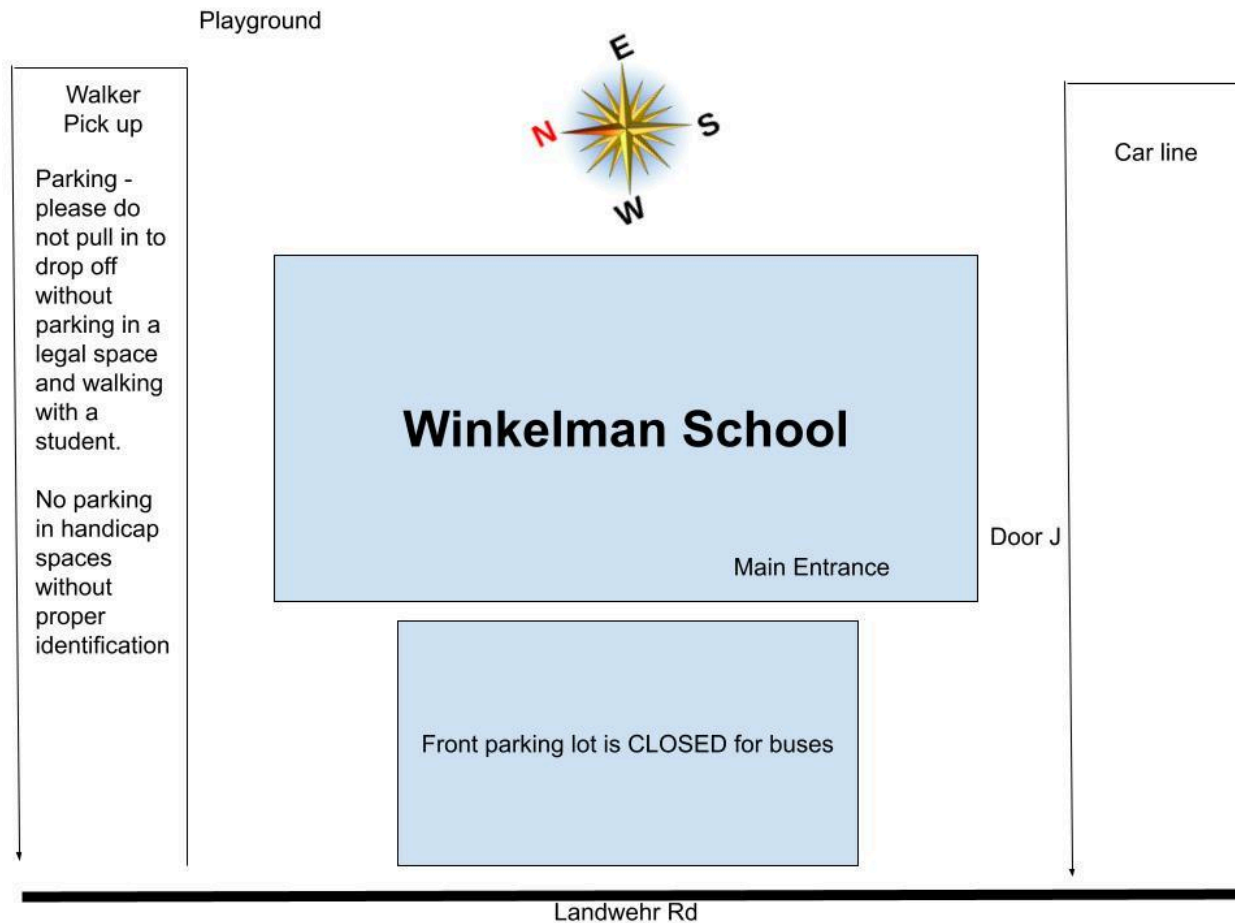 Playground
E
N
S
W
Walker
Pick up
Parking -
please do
not pull in to
drop off
without
parking in a
legal space
and walking
with a
student.
No parking
in handicap
spaces
without
proper
identification
Car line
Winkelman School
Main Entrance
Door J
Front parking lot is CLOSED for buses
Landwehr Rd